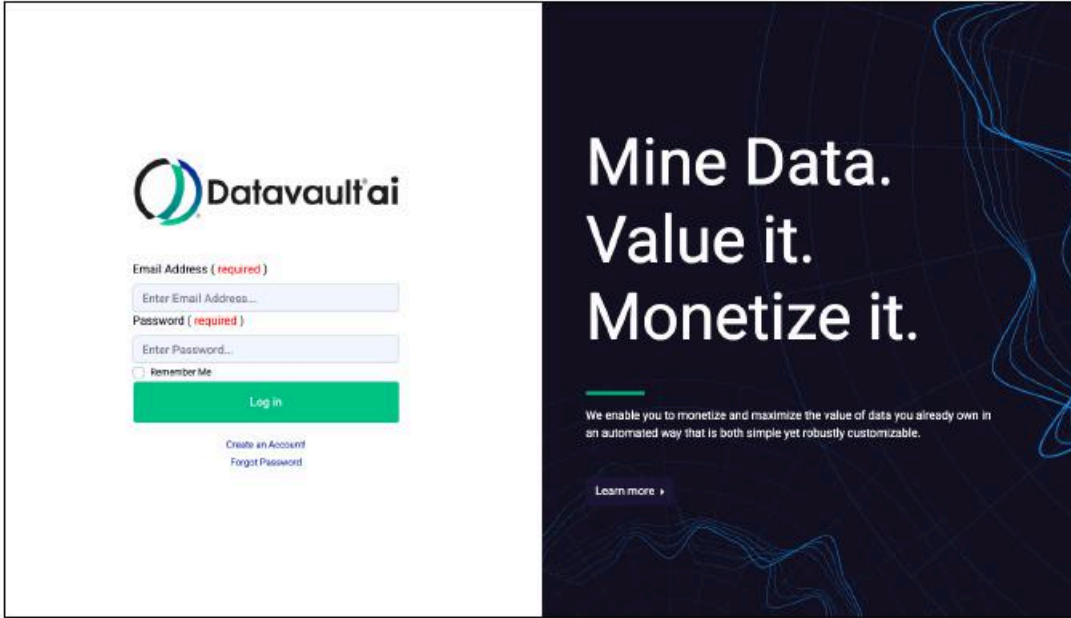 Datavault® ai
Email Address ( required )
Enter Email Address...
Password ( required )
Enter Password...
Remember Me
Log in
Create an Account!
Forgot Password
Mine Data.
Value it.
Monetize it.
We enable you to monetize and maximize the value of data you already own in
an automated way that is both simple yet robustly customizable.
Learn more